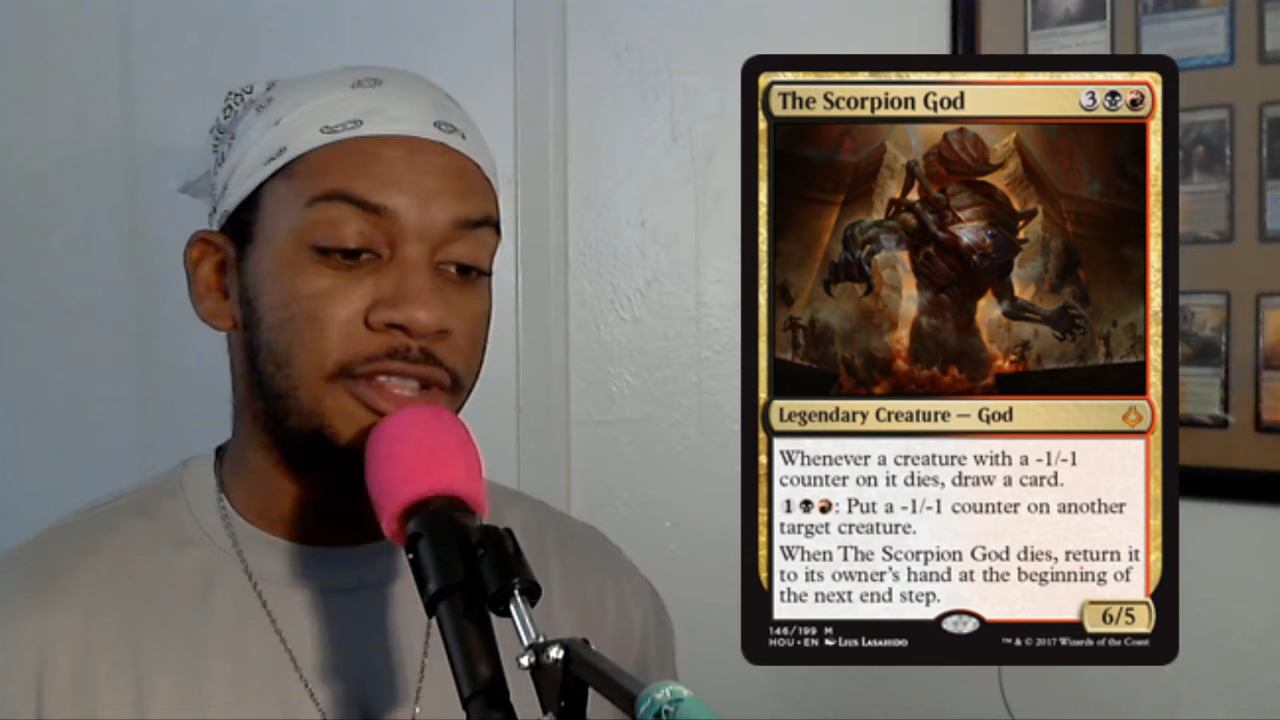 The Scorpion God 3
Legendary Creature — God
Whenever a creature with a -1/-1
counter on it dies, draw a card.
1 : Put a -1/-1 counter on another
target creature.
When The Scorpion God dies, return it
to its owner's hand at the beginning of
the next end step.
6/5
146/199 M
HOU • EN Lius Lasahido
™ & © 2017 Wizards of the Coast